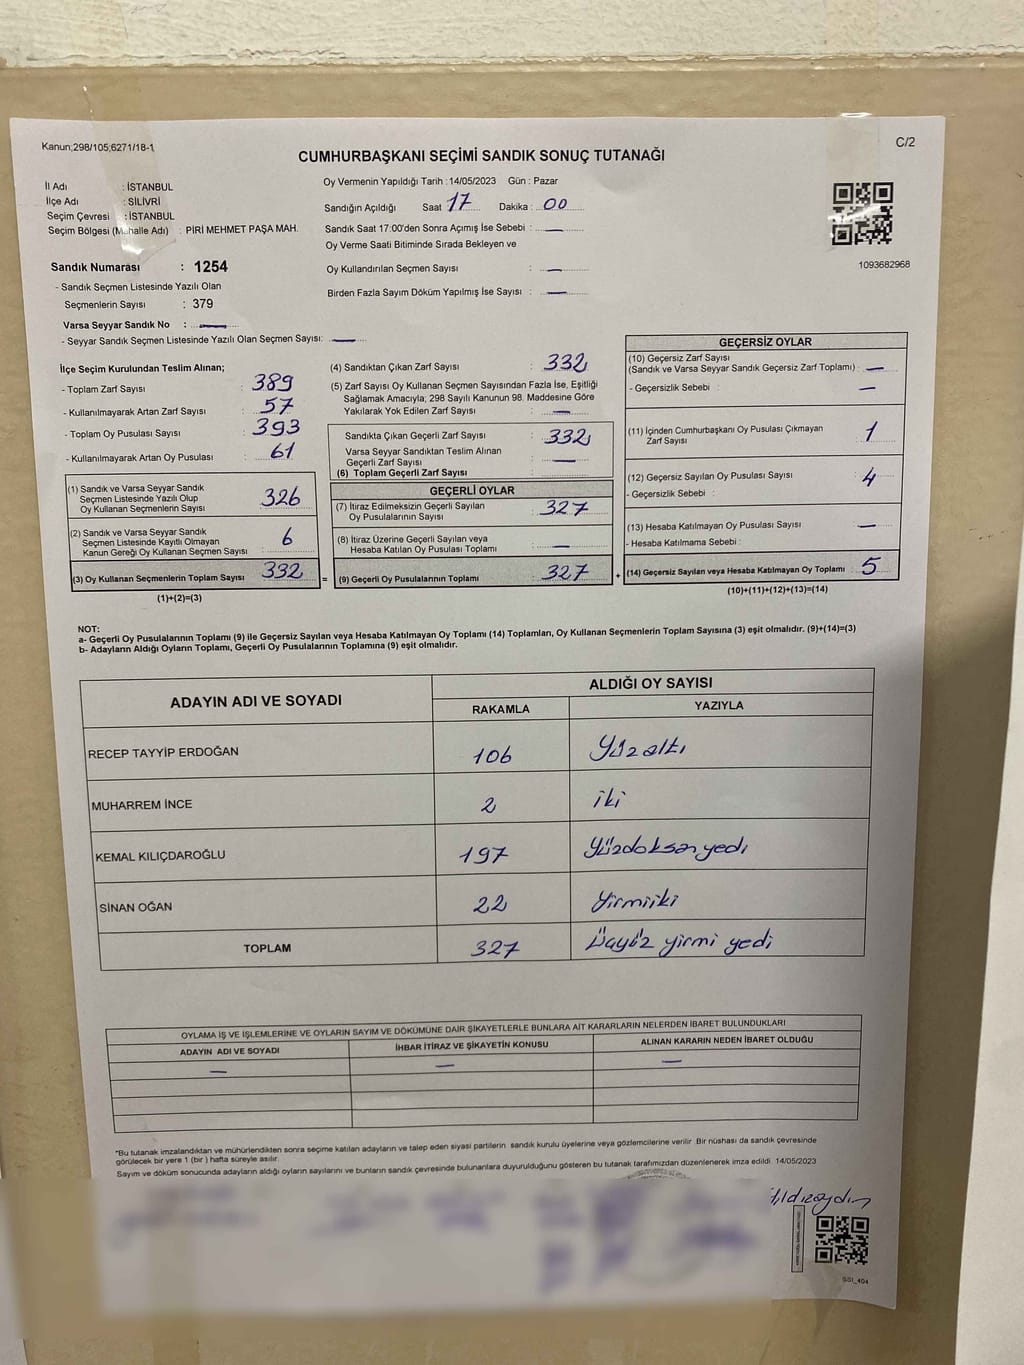 Kanun;298/105;6271/18-1
C/2
CUMHURBAŞKANI SEÇİMİ SANDIK SONUÇ TUTANAĞI
İl Adı : İSTANBUL
İlçe Adı : SİLİVRİ
Seçim Çevresi : İSTANBUL
Seçim Bölgesi (Mahalle Adı) : PİRİ MEHMET PAŞA MAH.
Sandık Numarası : 1254
- Sandık Seçmen Listesinde Yazılı Olan
Seçmenlerin Sayısı : 379
Varsa Seyyar Sandık No : —
- Seyyar Sandık Seçmen Listesinde Yazılı Olan Seçmen Sayısı: —
Oy Vermenin Yapıldığı Tarih :14/05/2023 Gün : Pazar
Sandığın Açıldığı Saat 17 Dakika : 00
Sandık Saat 17:00'den Sonra Açımış İse Sebebi : —
Oy Verme Saati Bitiminde Sırada Bekleyen ve
Oy Kullandırılan Seçmen Sayısı : —
Birden Fazla Sayım Döküm Yapılmış İse Sayısı : —
1093682968
İlçe Seçim Kurulundan Teslim Alınan;
- Toplam Zarf Sayısı : 389
- Kullanılmayarak Artan Zarf Sayısı : 57
- Toplam Oy Pusulası Sayısı : 393
- Kullanılmayarak Artan Oy Pusulası : 61
(1) Sandık ve Varsa Seyyar Sandık
Seçmen Listesinde Yazılı Olup
Oy Kullanan Seçmenlerin Sayısı : 326
(2) Sandık ve Varsa Seyyar Sandık
Seçmen Listesinde Kayıtlı Olmayan
Kanun Gereği Oy Kullanan Seçmen Sayısı : 6
(3) Oy Kullanan Seçmenlerin Toplam Sayısı : 332
(1)+(2)=(3)
=
(4) Sandıktan Çıkan Zarf Sayısı : 332
(5) Zarf Sayısı Oy Kullanan Seçmen Sayısından Fazla İse, Eşitliği
Sağlamak Amacıyla; 298 Sayılı Kanunun 98. Maddesine Göre
Yakılarak Yok Edilen Zarf Sayısı : —
Sandıkta Çıkan Geçerli Zarf Sayısı : 332
Varsa Seyyar Sandıktan Teslim Alınan
Geçerli Zarf Sayısı : —
(6) Toplam Geçerli Zarf Sayısı :
GEÇERLİ OYLAR
(7) İtiraz Edilmeksizin Geçerli Sayılan
Oy Pusulalarının Sayısı : 327
(8) İtiraz Üzerine Geçerli Sayılan veya
Hesaba Katılan Oy Pusulası Toplamı : —
(9) Geçerli Oy Pusulalarının Toplamı : 327
+
GEÇERSİZ OYLAR
(10) Geçersiz Zarf Sayısı
(Sandık ve Varsa Seyyar Sandık Geçersiz Zarf Toplamı) : —
- Geçersizlik Sebebi : —
(11) İçinden Cumhurbaşkanı Oy Pusulası Çıkmayan
Zarf Sayısı : 1
(12) Geçersiz Sayılan Oy Pusulası Sayısı : 4
- Geçersizlik Sebebi :
(13) Hesaba Katılmayan Oy Pusulası Sayısı : —
- Hesaba Katılmama Sebebi :
(14) Geçersiz Sayılan veya Hesaba Katılmayan Oy Toplamı : 5
(10)+(11)+(12)+(13)=(14)
NOT:
a- Geçerli Oy Pusulalarının Toplamı (9) ile Geçersiz Sayılan veya Hesaba Katılmayan Oy Toplamı (14) Toplamları, Oy Kullanan Seçmenlerin Toplam Sayısına (3) eşit olmalıdır. (9)+(14)=(3)
b- Adayların Aldığı Oyların Toplamı, Geçerli Oy Pusulalarının Toplamına (9) eşit olmalıdır.
ADAYIN ADI VE SOYADI ALDIĞI OY SAYISI
RAKAMLA YAZIYLA
RECEP TAYYİP ERDOĞAN 106 Yüzaltı
MUHARREM İNCE 2 iki
KEMAL KILIÇDAROĞLU 197 Yüzdoksanyedi
SİNAN OĞAN 22 Yirmiiki
TOPLAM 327 Üçyüz yirmi yedi
OYLAMA İŞ VE İŞLEMLERİNE VE OYLARIN SAYIM VE DÖKÜMÜNE DAİR ŞİKAYETLERLE BUNLARA AİT KARARLARIN NELERDEN İBARET BULUNDUKLARI
ADAYIN ADI VE SOYADI İHBAR İTİRAZ VE ŞİKAYETİN KONUSU ALINAN KARARIN NEDEN İBARET OLDUĞU
— — —
*Bu tutanak imzalandıktan ve mühürlendikten sonra seçime katılan adayların ve talep eden siyasi partilerin sandık kurulu üyelerine veya gözlemcilerine verilir. Bir nüshası da sandık çevresinde
görülecek bir yere 1 (bir) hafta süreyle asılır.
Sayım ve döküm sonucunda adayların aldığı oyların sayılarını ve bunların sandık çevresinde bulunanlara duyurulduğunu gösteren bu tutanak tarafımızdan düzenlenerek imza edildi. 14/05/2023
SSI_404